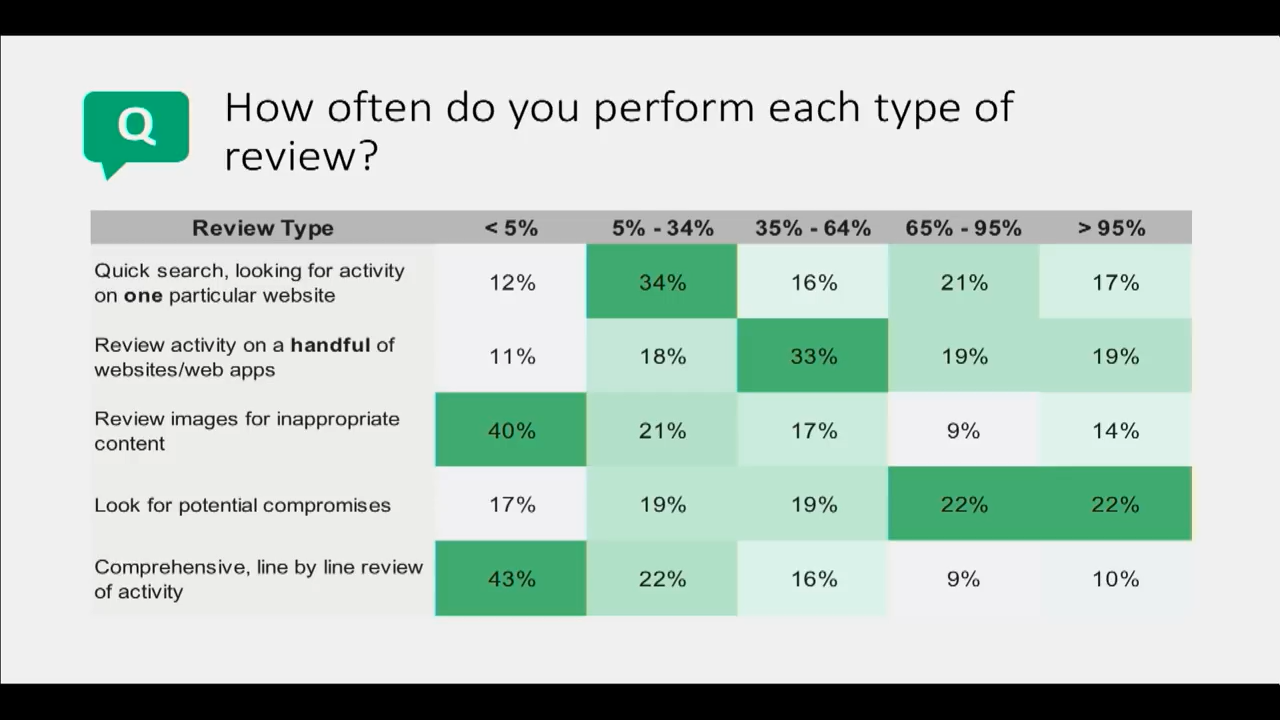 Q
How often do you perform each type of
review?
Review Type < 5% 5% - 34% 35% - 64% 65% - 95% > 95%
Quick search, looking for activity
on one particular website 12% 34% 16% 21% 17%
Review activity on a handful of
websites/web apps 11% 18% 33% 19% 19%
Review images for inappropriate
content 40% 21% 17% 9% 14%
Look for potential compromises 17% 19% 19% 22% 22%
Comprehensive, line by line review
of activity 43% 22% 16% 9% 10%